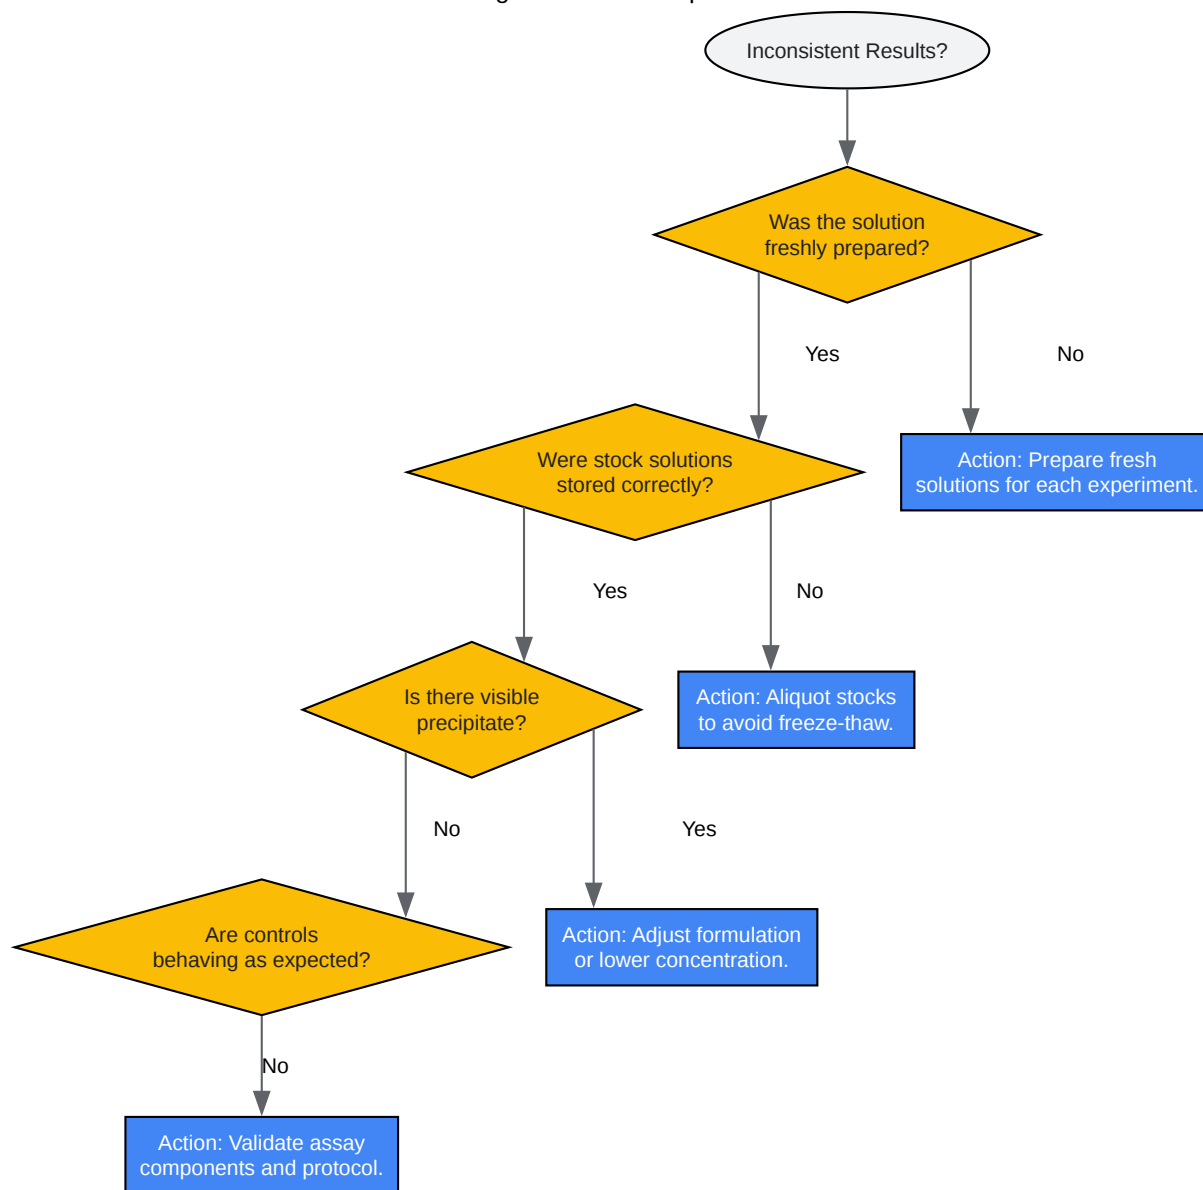 Inconsistent Results?
Was the solution
freshly prepared?
Yes
No
Were stock solutions
stored correctly?
Action: Prepare fresh
solutions for each experiment.
Yes
No
Is there visible
precipitate?
Action: Aliquot stocks
to avoid freeze-thaw.
No
Yes
Are controls
behaving as expected?
Action: Adjust formulation
or lower concentration.
No
Action: Validate assay
components and protocol.